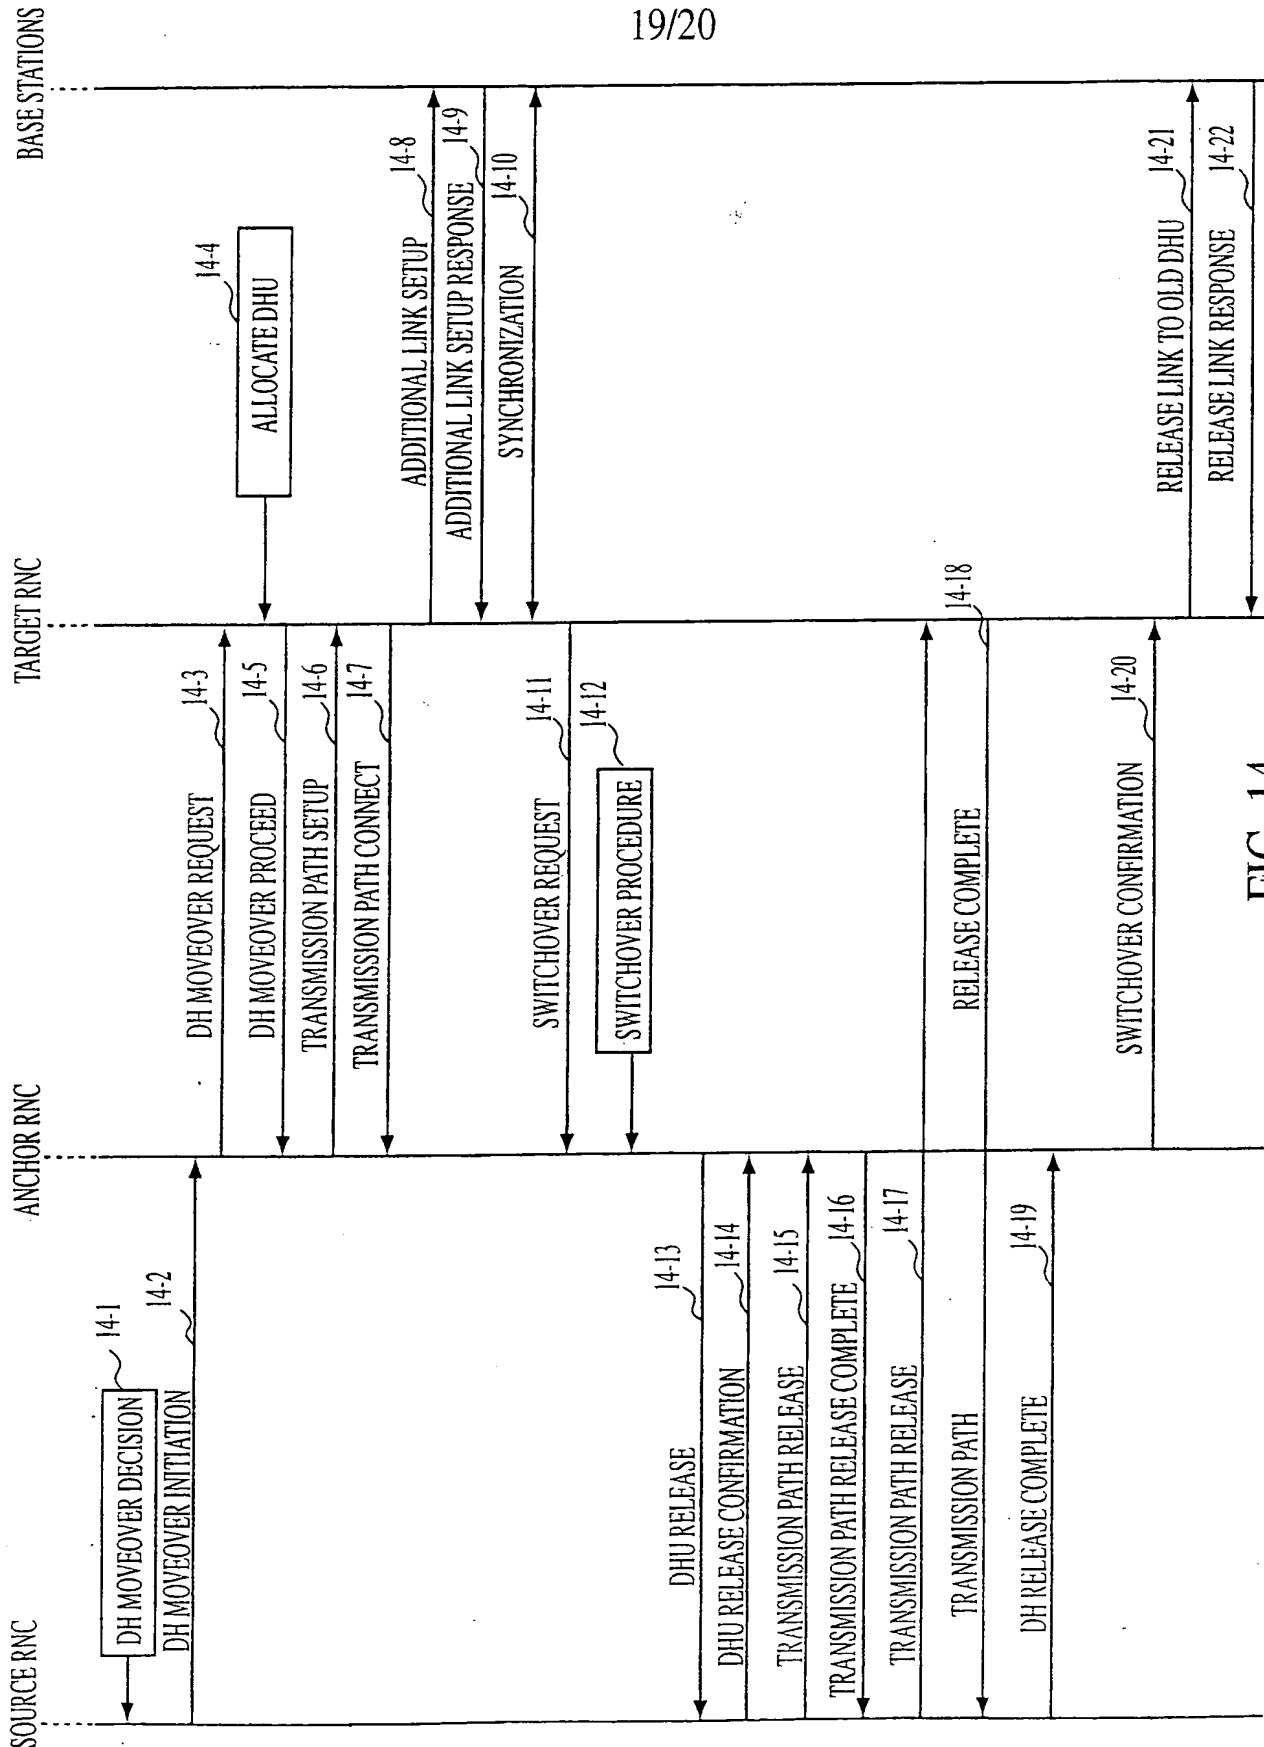 19/20
SOURCE RNC
ANCHOR RNC
TARGET RNC
BASE STATIONS
DH MOVEOVER DECISION
14-1
DH MOVEOVER INITIATION
14-2
DH MOVEOVER REQUEST
14-3
ALLOCATE DHU
14-4
DH MOVEOVER PROCEED
14-5
TRANSMISSION PATH SETUP
14-6
TRANSMISSION PATH CONNECT
14-7
ADDITIONAL LINK SETUP
14-8
ADDITIONAL LINK SETUP RESPONSE
14-9
SYNCHRONIZATION
14-10
SWITCHOVER REQUEST
14-11
SWITCHOVER PROCEDURE
14-12
DHU RELEASE
14-13
DHU RELEASE CONFIRMATION
14-14
TRANSMISSION PATH RELEASE
14-15
TRANSMISSION PATH RELEASE COMPLETE
14-16
TRANSMISSION PATH RELEASE
14-17
TRANSMISSION PATH
RELEASE COMPLETE
14-18
DH RELEASE COMPLETE
14-19
SWITCHOVER CONFIRMATION
14-20
RELEASE LINK TO OLD DHU
14-21
RELEASE LINK RESPONSE
14-22
FIG. 14